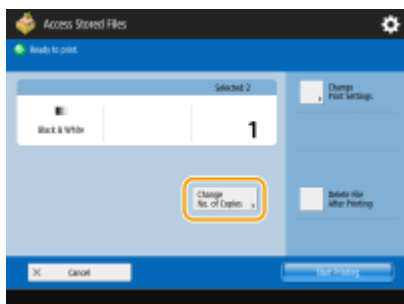 Access Stored Files
Ready to print.
Selected: 2
Black & White
1
Change
Print Settings
Change
No. of Copies
Delete File
After Printing
Cancel
Start Printing